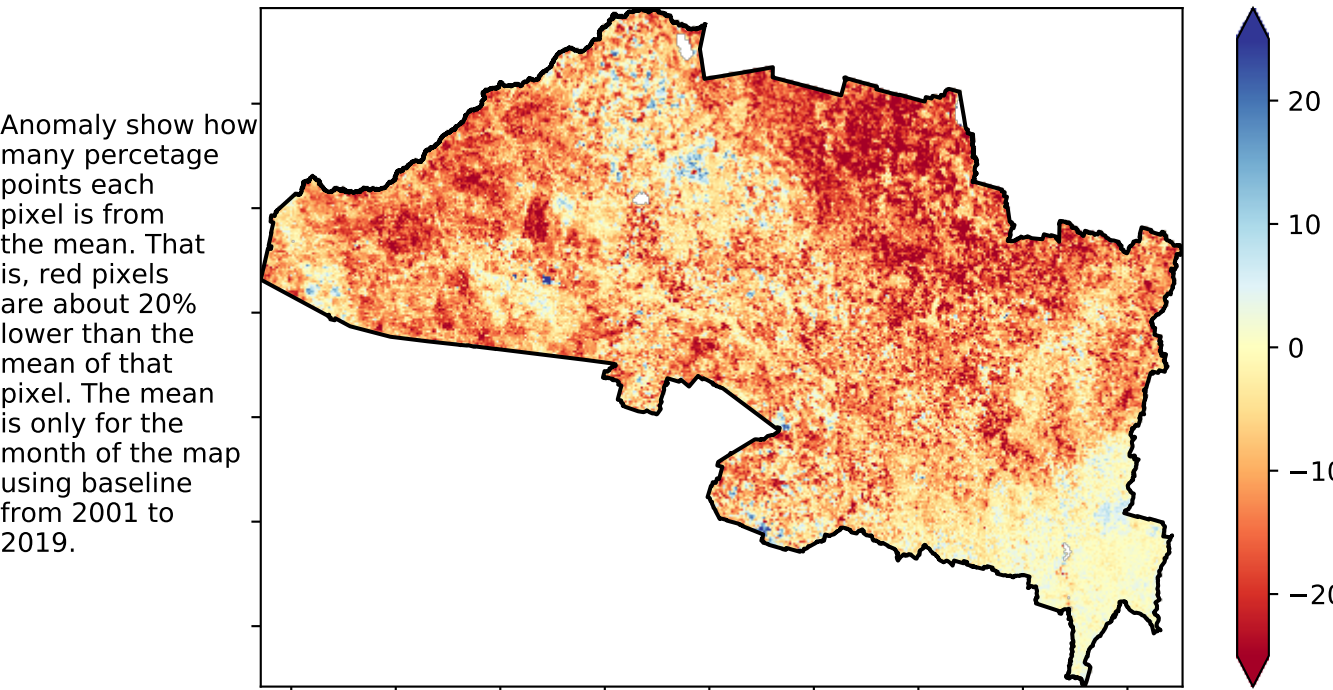 Anomaly show how
many percetage
points each
pixel is from
the mean. That
is, red pixels
are about 20%
lower than the
mean of that
pixel. The mean
is only for the
month of the map
using baseline
from 2001 to
2019.
20
10
0
−10
−20